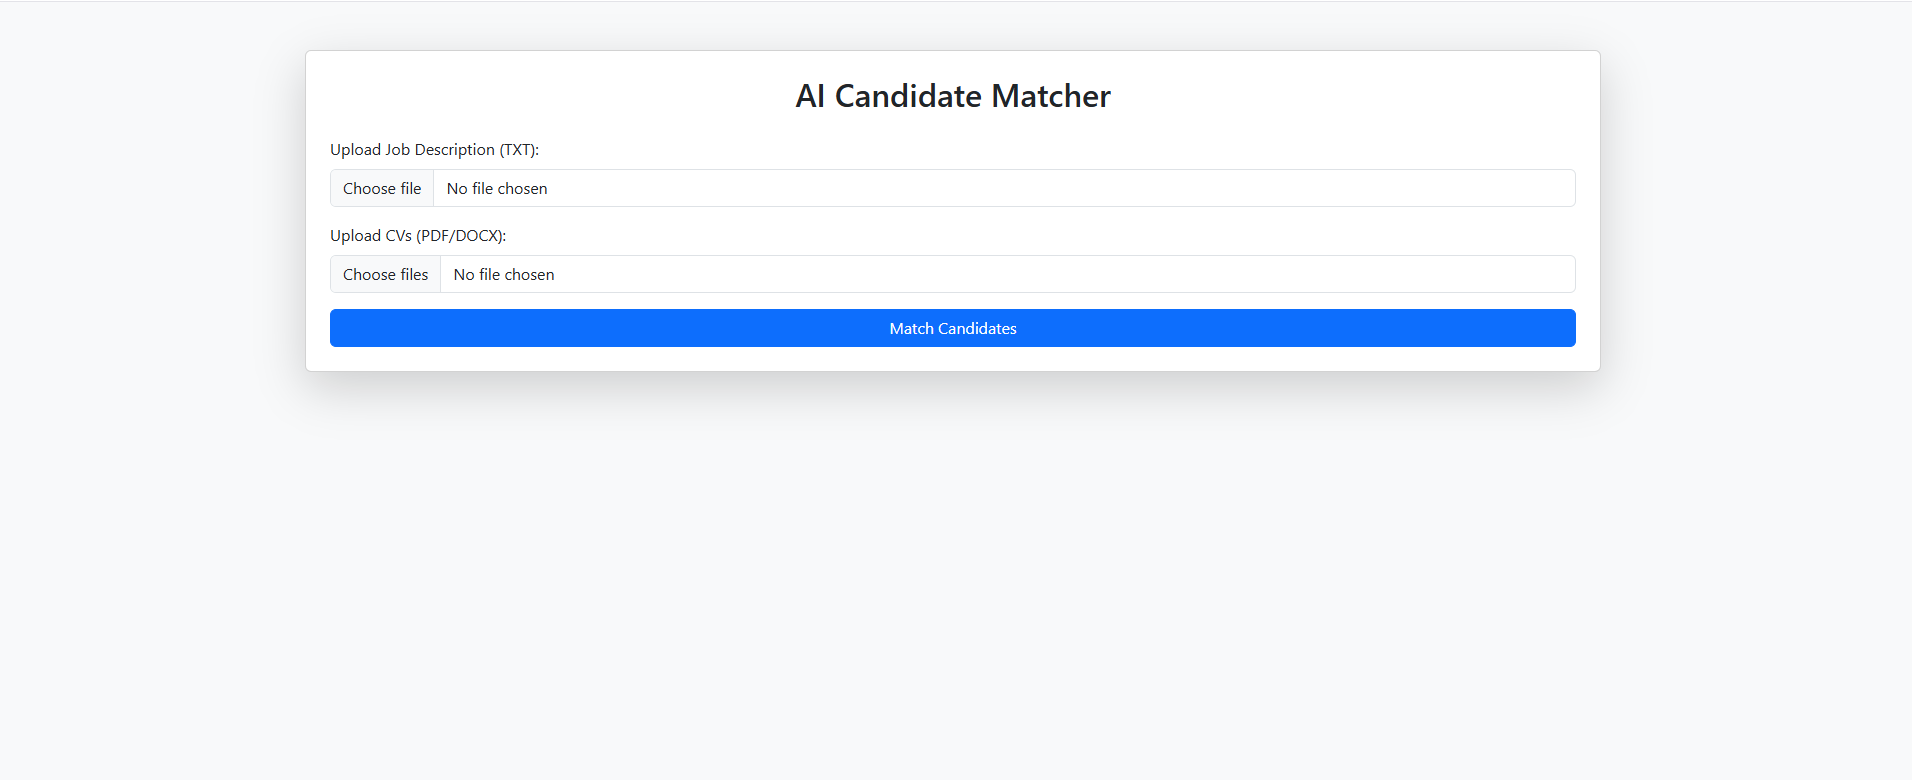 AI Candidate Matcher
Upload Job Description (TXT):
Choose file No file chosen
Upload CVs (PDF/DOCX):
Choose files No file chosen
Match Candidates